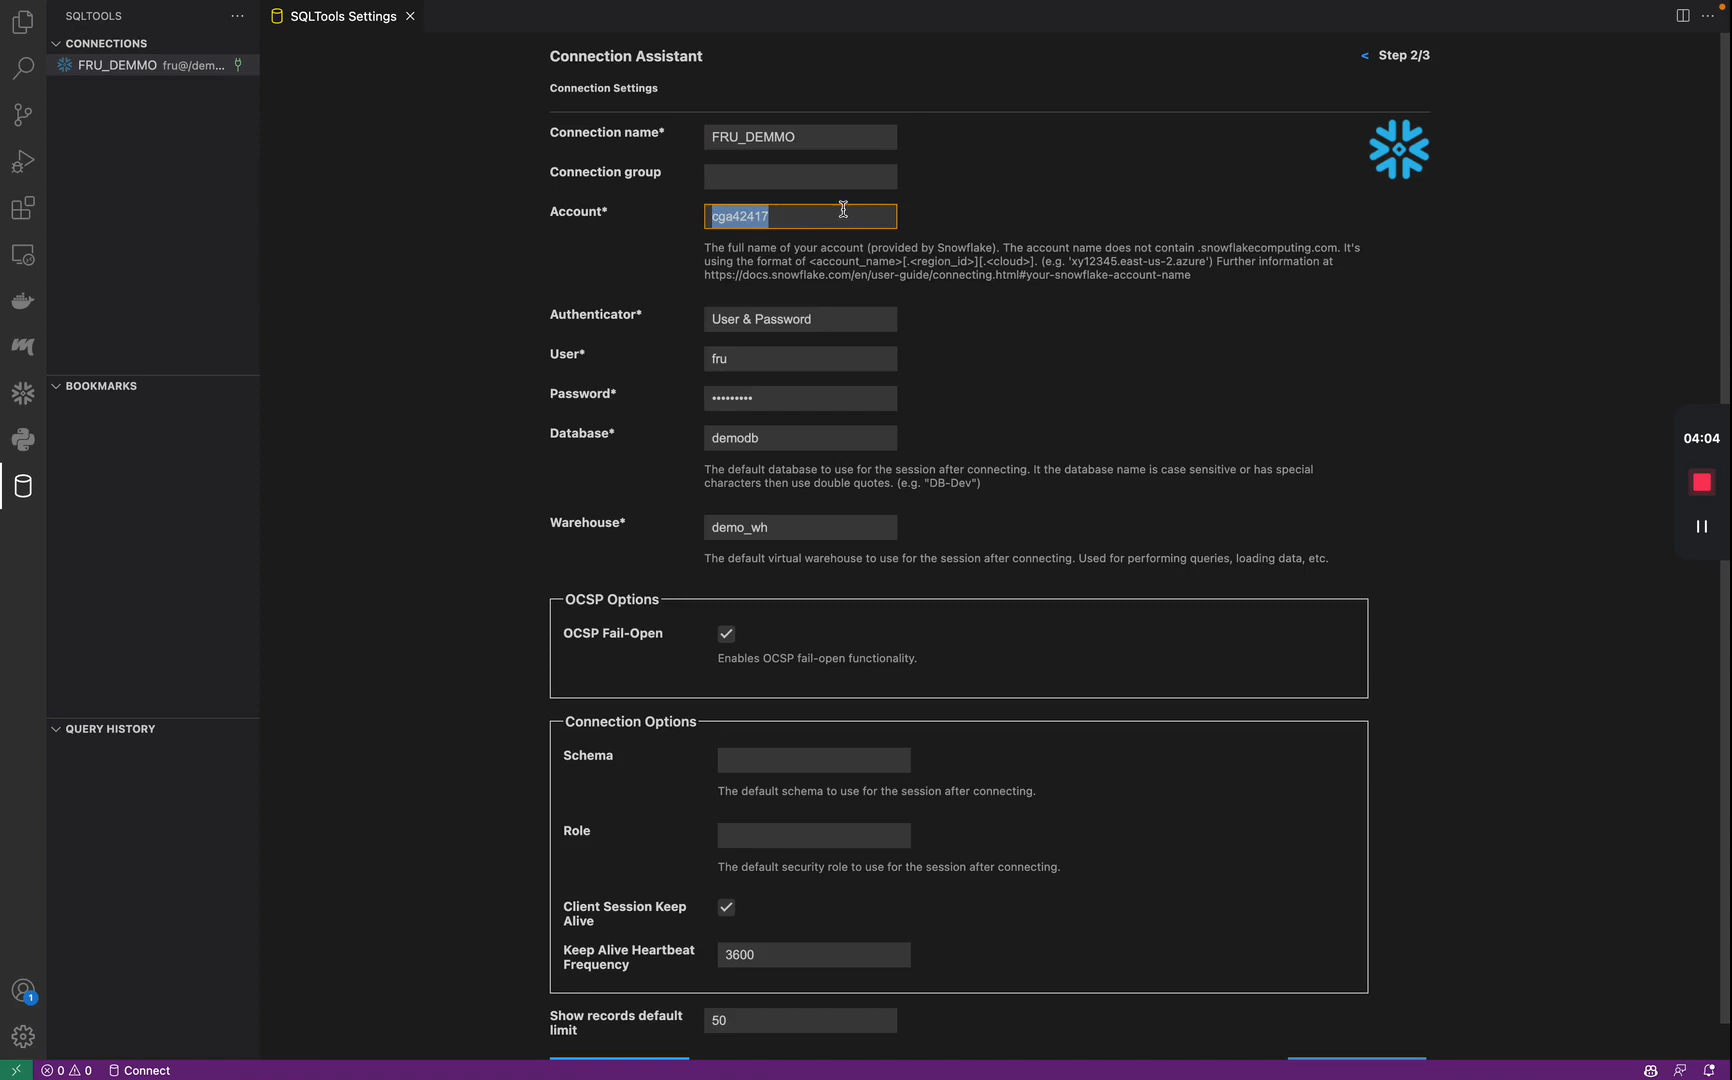 SQLTOOLS
SQLTools Settings
CONNECTIONS
FRU_DEMMO fru@/dem...
Connection Assistant
< Step 2/3
Connection Settings
Connection name* FRU_DEMMO
Connection group
Account* cga42417
The full name of your account (provided by Snowflake). The account name does not contain .snowflakecomputing.com. It's
using the format of <account_name>[.<region_id>][.<cloud>]. (e.g. 'xy12345.east-us-2.azure') Further information at
https://docs.snowflake.com/en/user-guide/connecting.html#your-snowflake-account-name
Authenticator* User & Password
User* fru
Password* •••••••••
Database* demodb
The default database to use for the session after connecting. It the database name is case sensitive or has special
characters then use double quotes. (e.g. "DB-Dev")
Warehouse* demo_wh
The default virtual warehouse to use for the session after connecting. Used for performing queries, loading data, etc.
OCSP Options
OCSP Fail-Open
Enables OCSP fail-open functionality.
Connection Options
Schema
The default schema to use for the session after connecting.
Role
The default security role to use for the session after connecting.
Client Session Keep
Alive
Keep Alive Heartbeat
Frequency
3600
Show records default
limit
50
BOOKMARKS
QUERY HISTORY
04:04
1
0 0 Connect